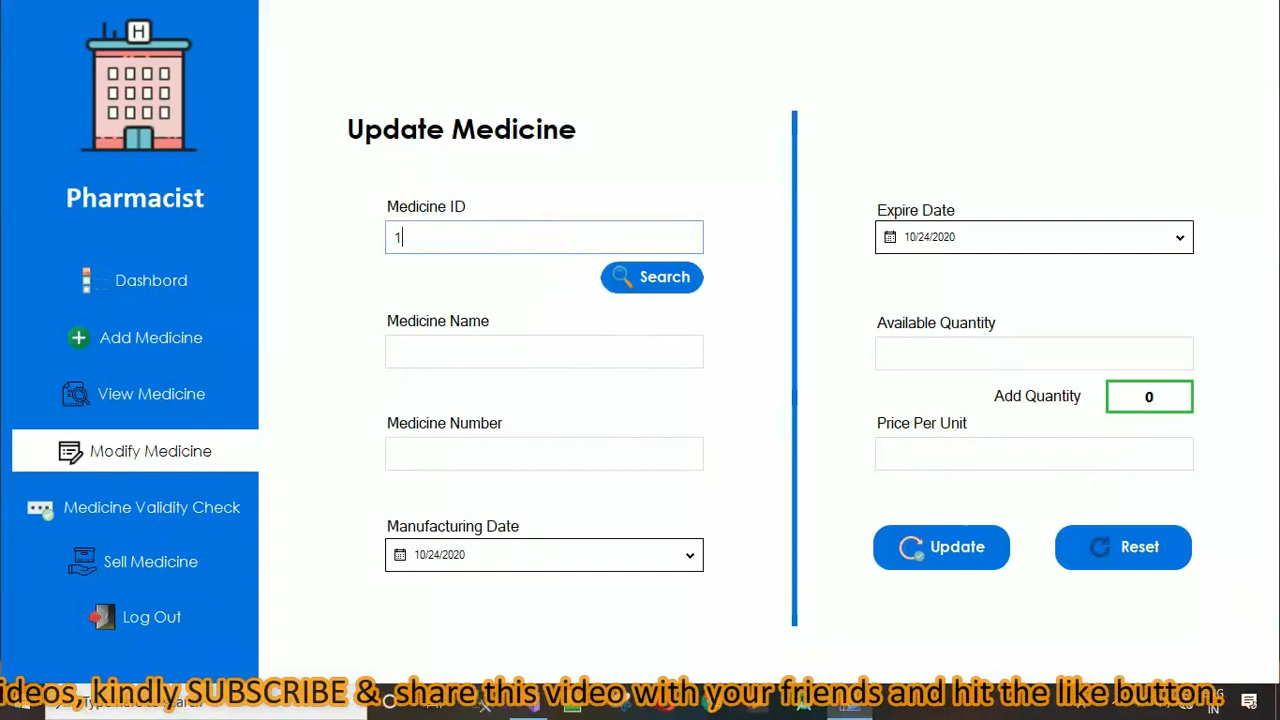 H
Pharmacist
Dashbord
Add Medicine
View Medicine
Modify Medicine
Medicine Validity Check
Sell Medicine
Log Out
Update Medicine
Medicine ID
1
Search
Medicine Name
Medicine Number
Manufacturing Date
10/24/2020
Expire Date
10/24/2020
Available Quantity
Add Quantity
0
Price Per Unit
Update
Reset
ideos, kindly SUBSCRIBE & share this video with your friends and hit the like button.
IN